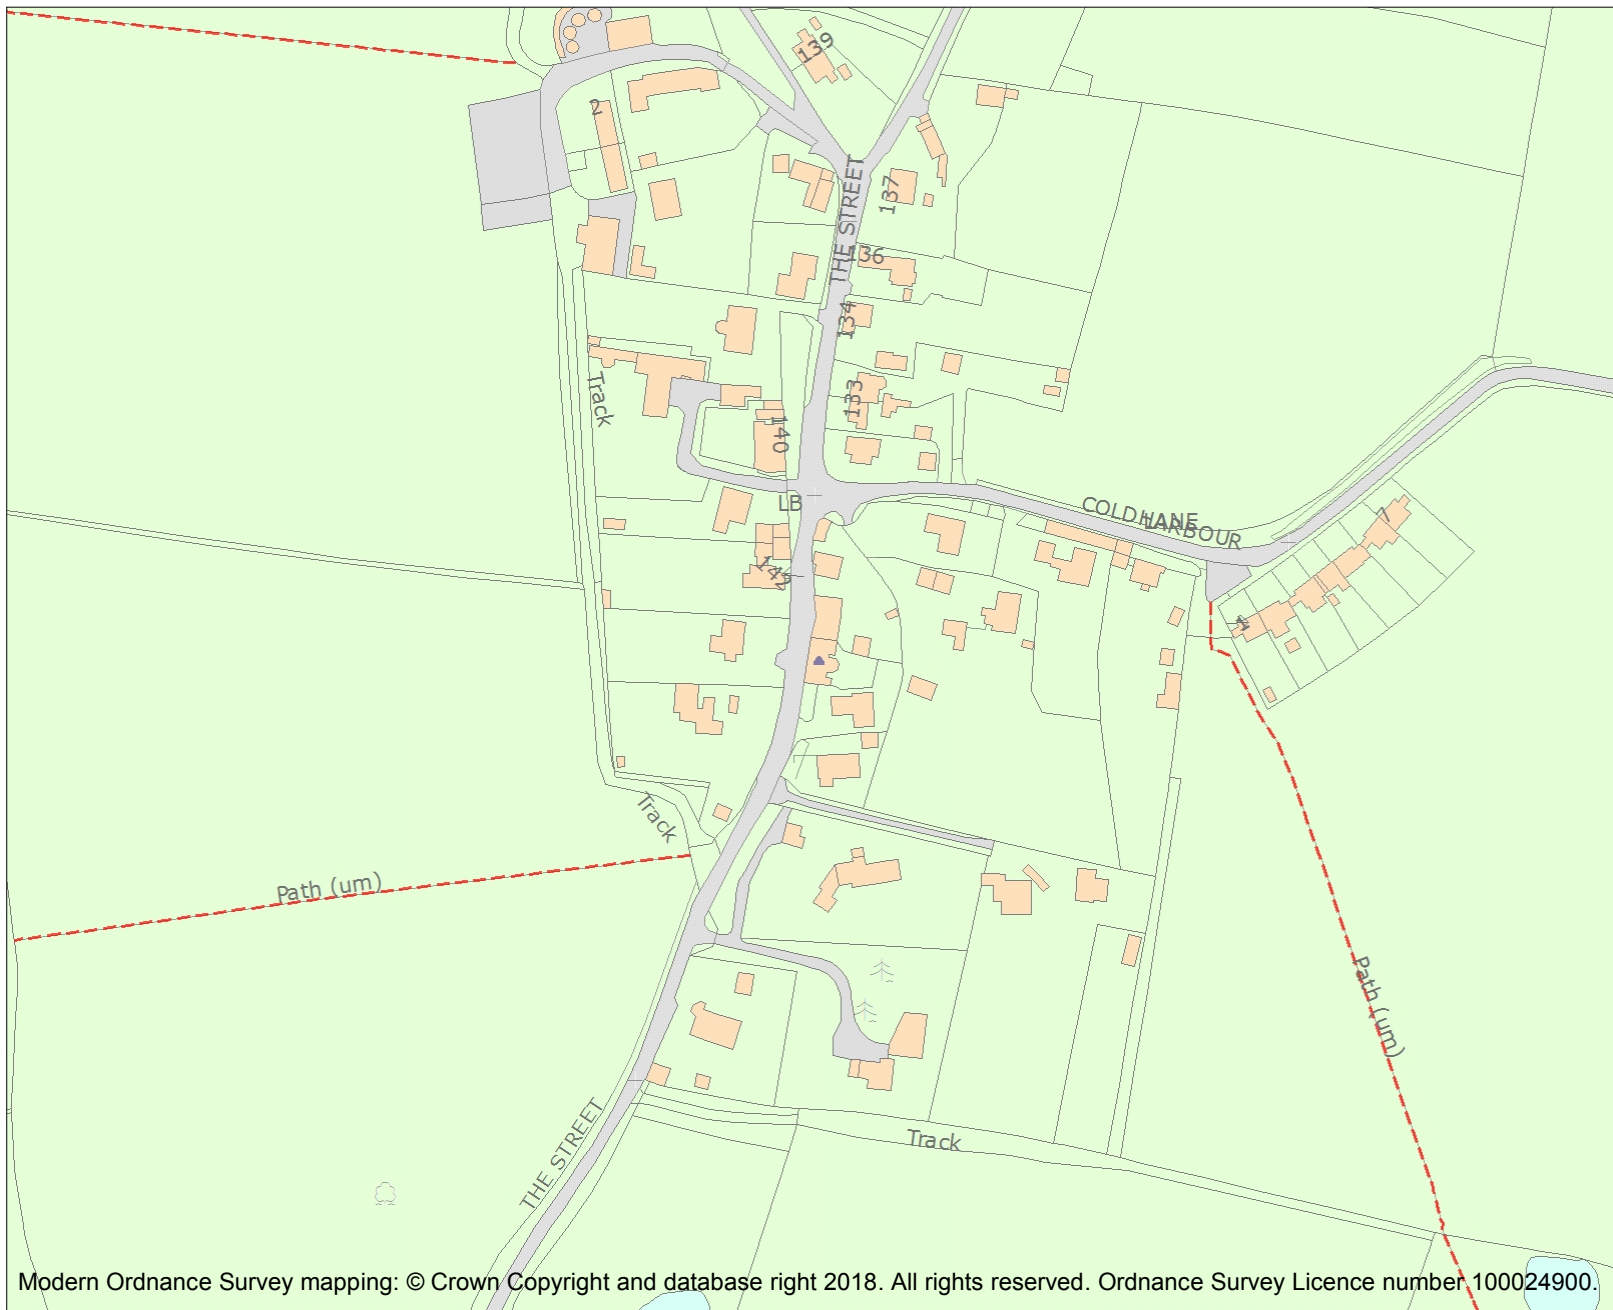 139
2
THE STREET
137
136
134
Track
133
140
LB
COLDHARBOUR
LANE
7
142
1
Track
Path (um)
Path (um)
THE STREET
Track
Modern Ordnance Survey mapping: © Crown Copyright and database right 2018. All rights reserved. Ordnance Survey Licence number 100024900.